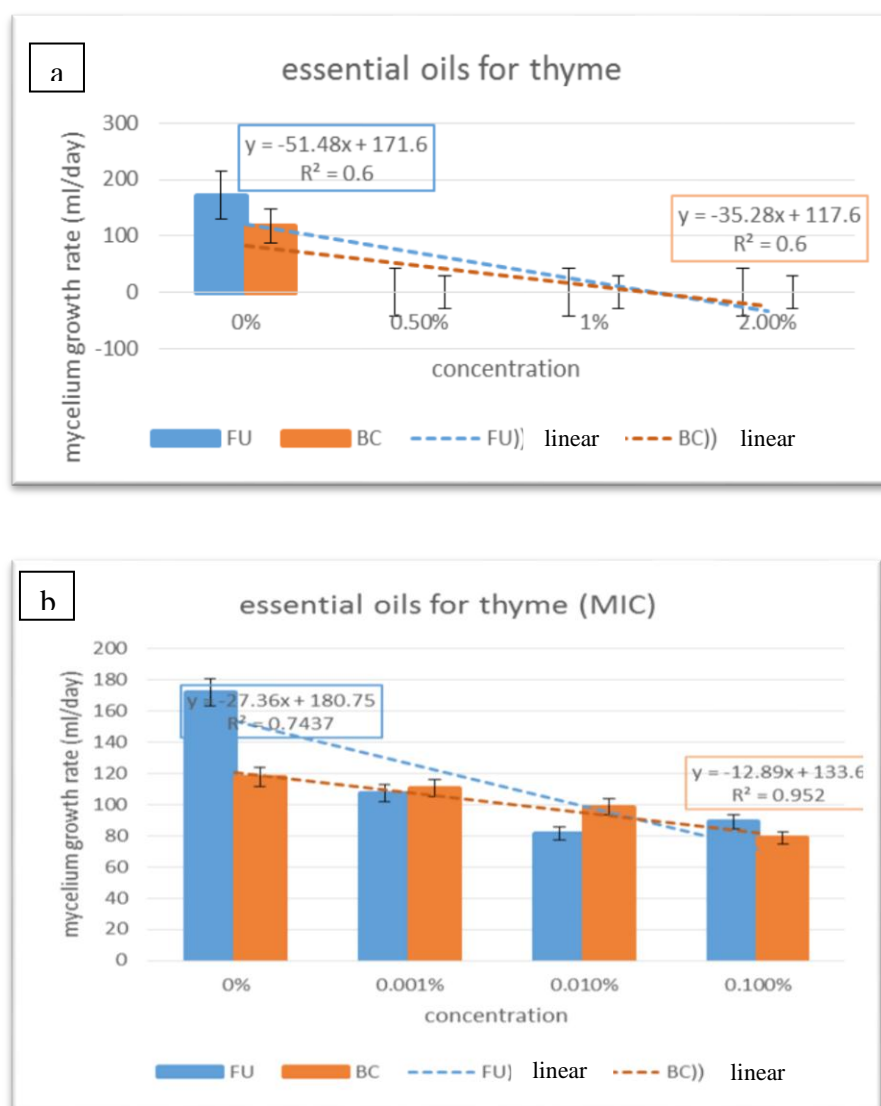 a
essential oils for thyme
mycelium growth rate (ml/day)
300
200
100
0
-100
y = -51.48x + 171.6
R² = 0.6
y = -35.28x + 117.6
R² = 0.6
0% 0.50% 1% 2.00%
concentration
FU BC FU)) linear BC)) linear
b
essential oils for thyme (MIC)
mycelium growth rate (ml/day)
200
180
160
140
120
100
80
60
40
20
0
y = -27.36x + 180.75
R² = 0.7437
y = -12.89x + 133.6
R² = 0.952
0% 0.001% 0.010% 0.100%
concentration
FU BC FU) linear BC)) linear